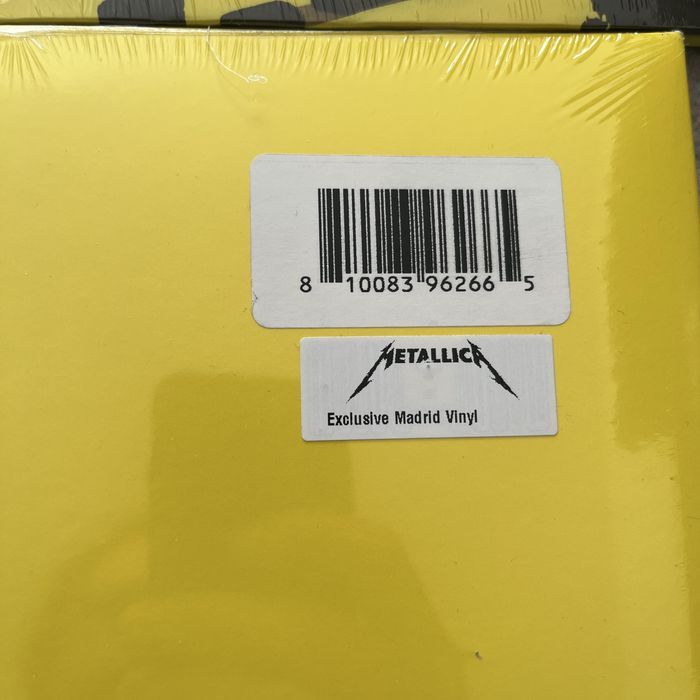 8 10083 96266 5
METALLICA
Exclusive Madrid Vinyl